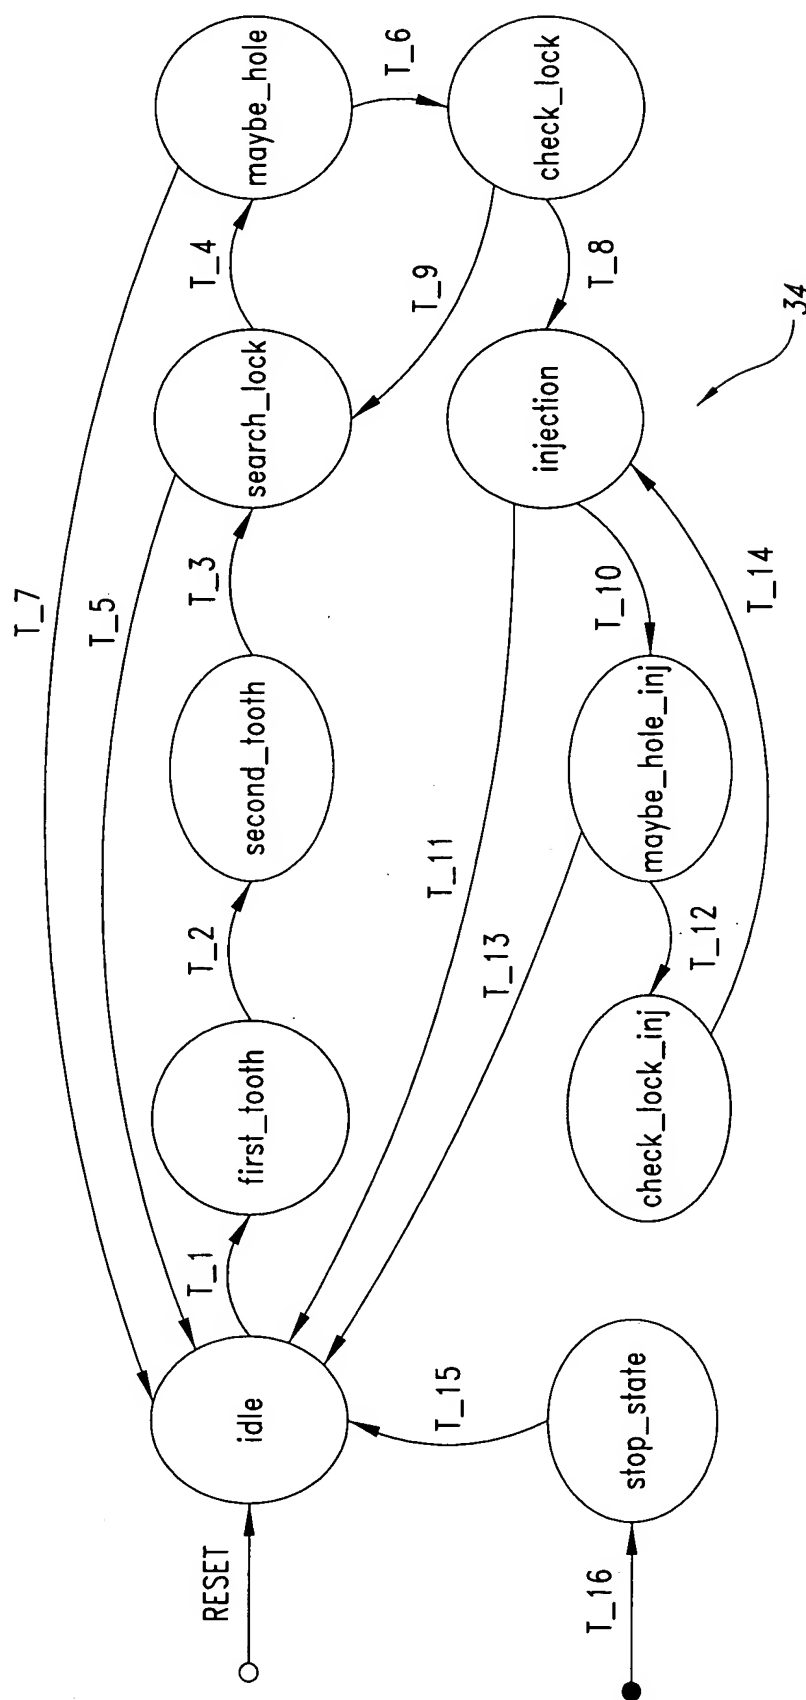 T_7
T_5
maybe_hole
T_6
check_lock
T_4
T_9
T_8
search_lock
injection
34
T_3
T_10
T_14
second_tooth
T_11
maybe_hole_inj
T_2
T_13
T_12
first_tooth
check_lock_inj
T_1
idle
T_15
stop_state
RESET
T_16